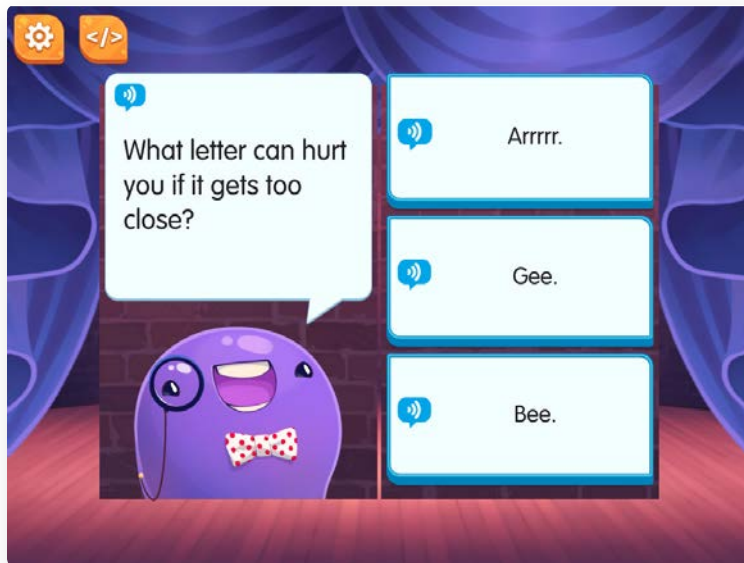 </>
What letter can hurt
you if it gets too
close?
Arrrrr.
Gee.
Bee.